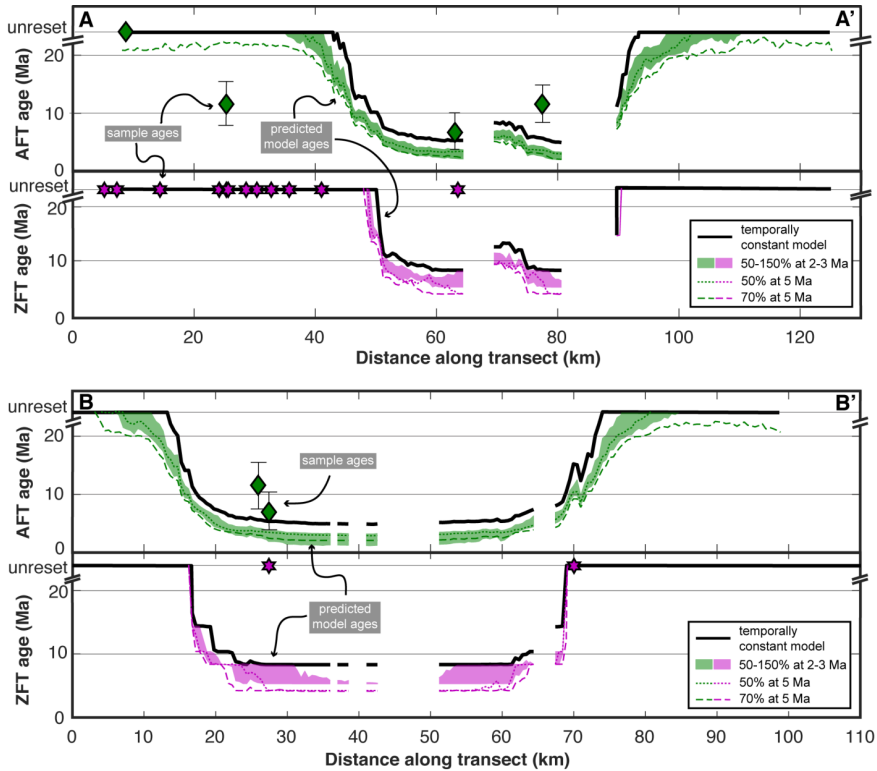 A
A'
unreset
20
10
0
AFT age (Ma)
sample ages
predicted
model ages
unreset
20
10
0
ZFT age (Ma)
temporally
constant model
50-150% at 2-3 Ma
50% at 5 Ma
70% at 5 Ma
0 20 40 60 80 100 120
Distance along transect (km)
B
B'
unreset
20
10
0
AFT age (Ma)
sample ages
unreset
20
10
0
ZFT age (Ma)
predicted
model ages
temporally
constant model
50-150% at 2-3 Ma
50% at 5 Ma
70% at 5 Ma
0 10 20 30 40 50 60 70 80 90 100 110
Distance along transect (km)